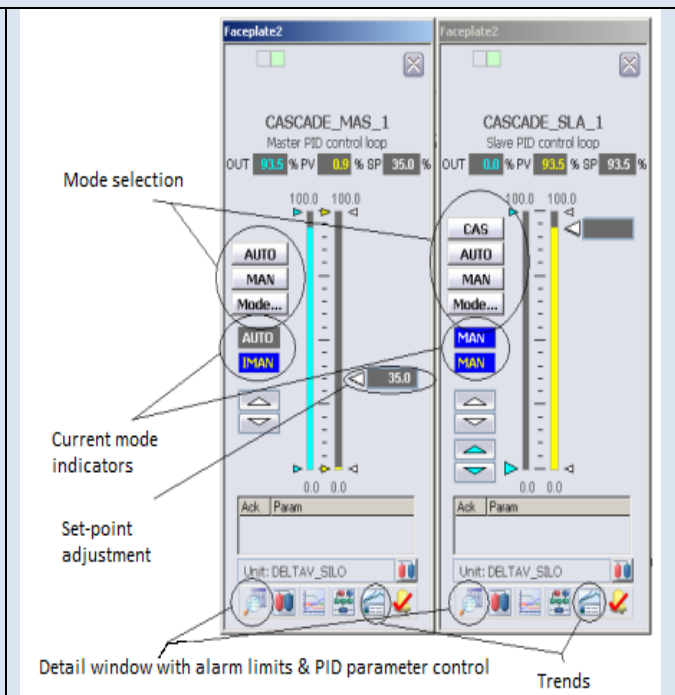 Faceplate2
CASCADE_MAS_1
Master PID control loop
OUT 93.5 % PV 0.9 % SP 35.0 %
100.0 100.0
AUTO
MAN
Mode...
AUTO
IMAN
35.0
0.0 0.0
Ack Param
Unit: DELTAV_SILO
Faceplate2
CASCADE_SLA_1
Slave PID control loop
OUT 0.0 % PV 93.5 % SP 93.5 %
100.0 100.0
CAS
AUTO
MAN
Mode...
MAN
MAN
0.0 0.0
Ack Param
Unit: DELTAV_SILO
Mode selection
Current mode
indicators
Set-point
adjustment
Detail window with alarm limits & PID parameter control
Trends